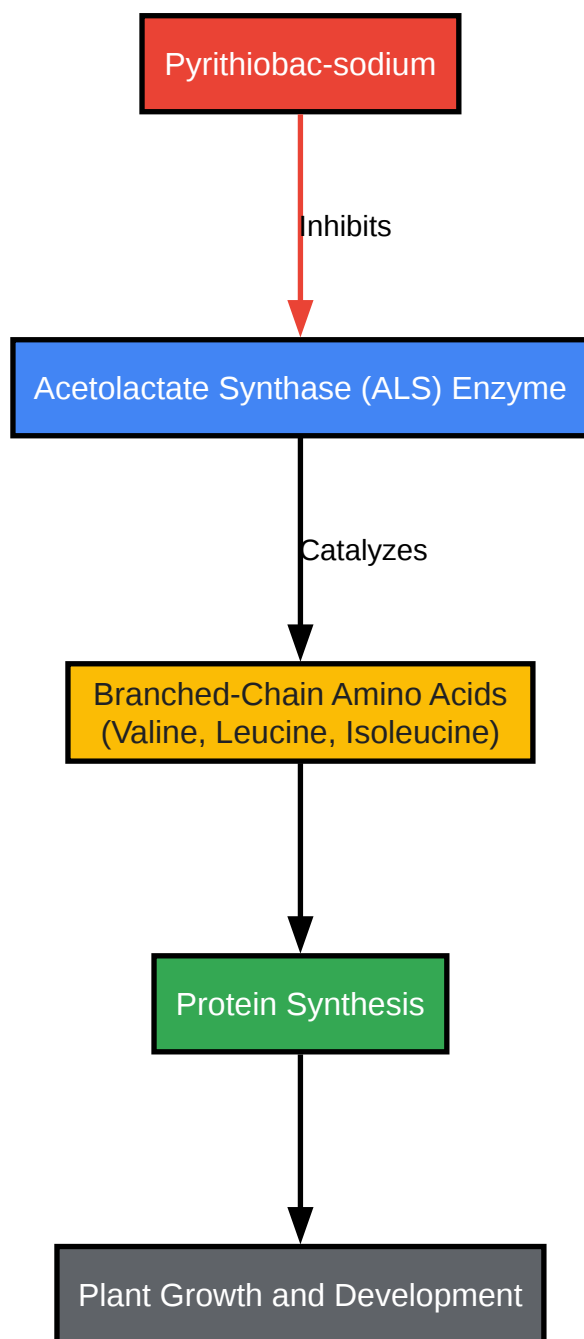 Pyrithiobac-sodium
Inhibits
Acetolactate Synthase (ALS) Enzyme
Catalyzes
Branched-Chain Amino Acids
(Valine, Leucine, Isoleucine)
Protein Synthesis
Plant Growth and Development